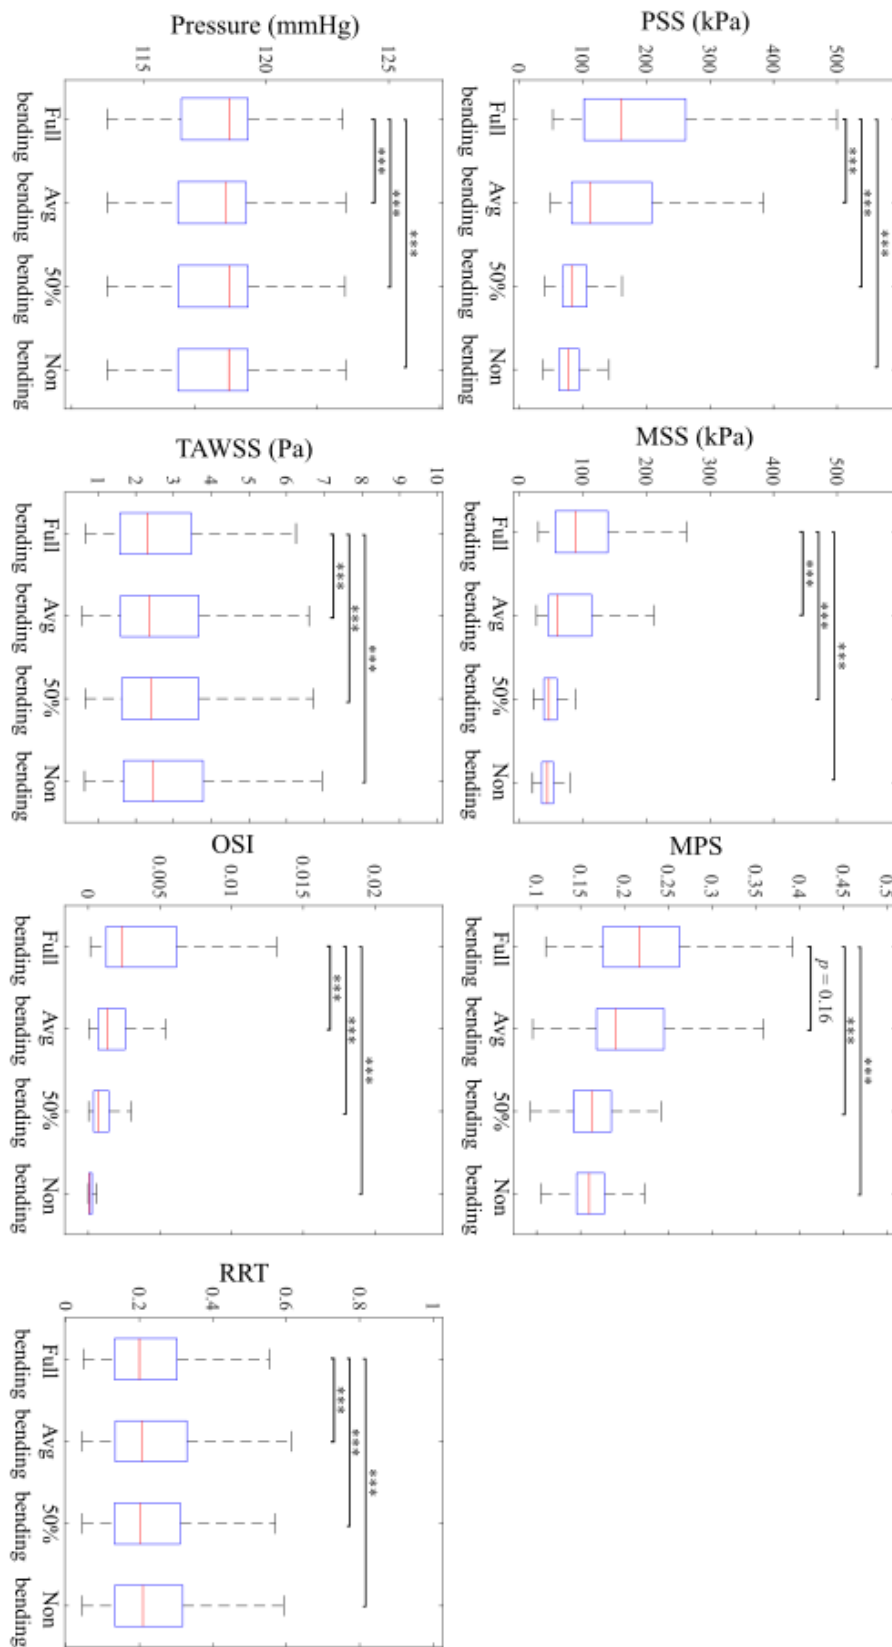 PSS (kPa)
500
400
300
200
100
0
***
***
***
Full
bending
Avg
bending
50%
bending
Non
bending
MSS (kPa)
500
400
300
200
100
0
***
***
***
Full
bending
Avg
bending
50%
bending
Non
bending
MPS
0.5
0.45
0.4
0.35
0.3
0.25
0.2
0.15
0.1
***
***
p = 0.16
Full
bending
Avg
bending
50%
bending
Non
bending
Pressure (mmHg)
125
120
115
***
***
***
Full
bending
Avg
bending
50%
bending
Non
bending
TAWSS (Pa)
10
9
8
7
6
5
4
3
2
1
***
***
***
Full
bending
Avg
bending
50%
bending
Non
bending
OSI
0.02
0.015
0.01
0.005
0
***
***
***
Full
bending
Avg
bending
50%
bending
Non
bending
RRT
1
0.8
0.6
0.4
0.2
0
***
***
***
Full
bending
Avg
bending
50%
bending
Non
bending